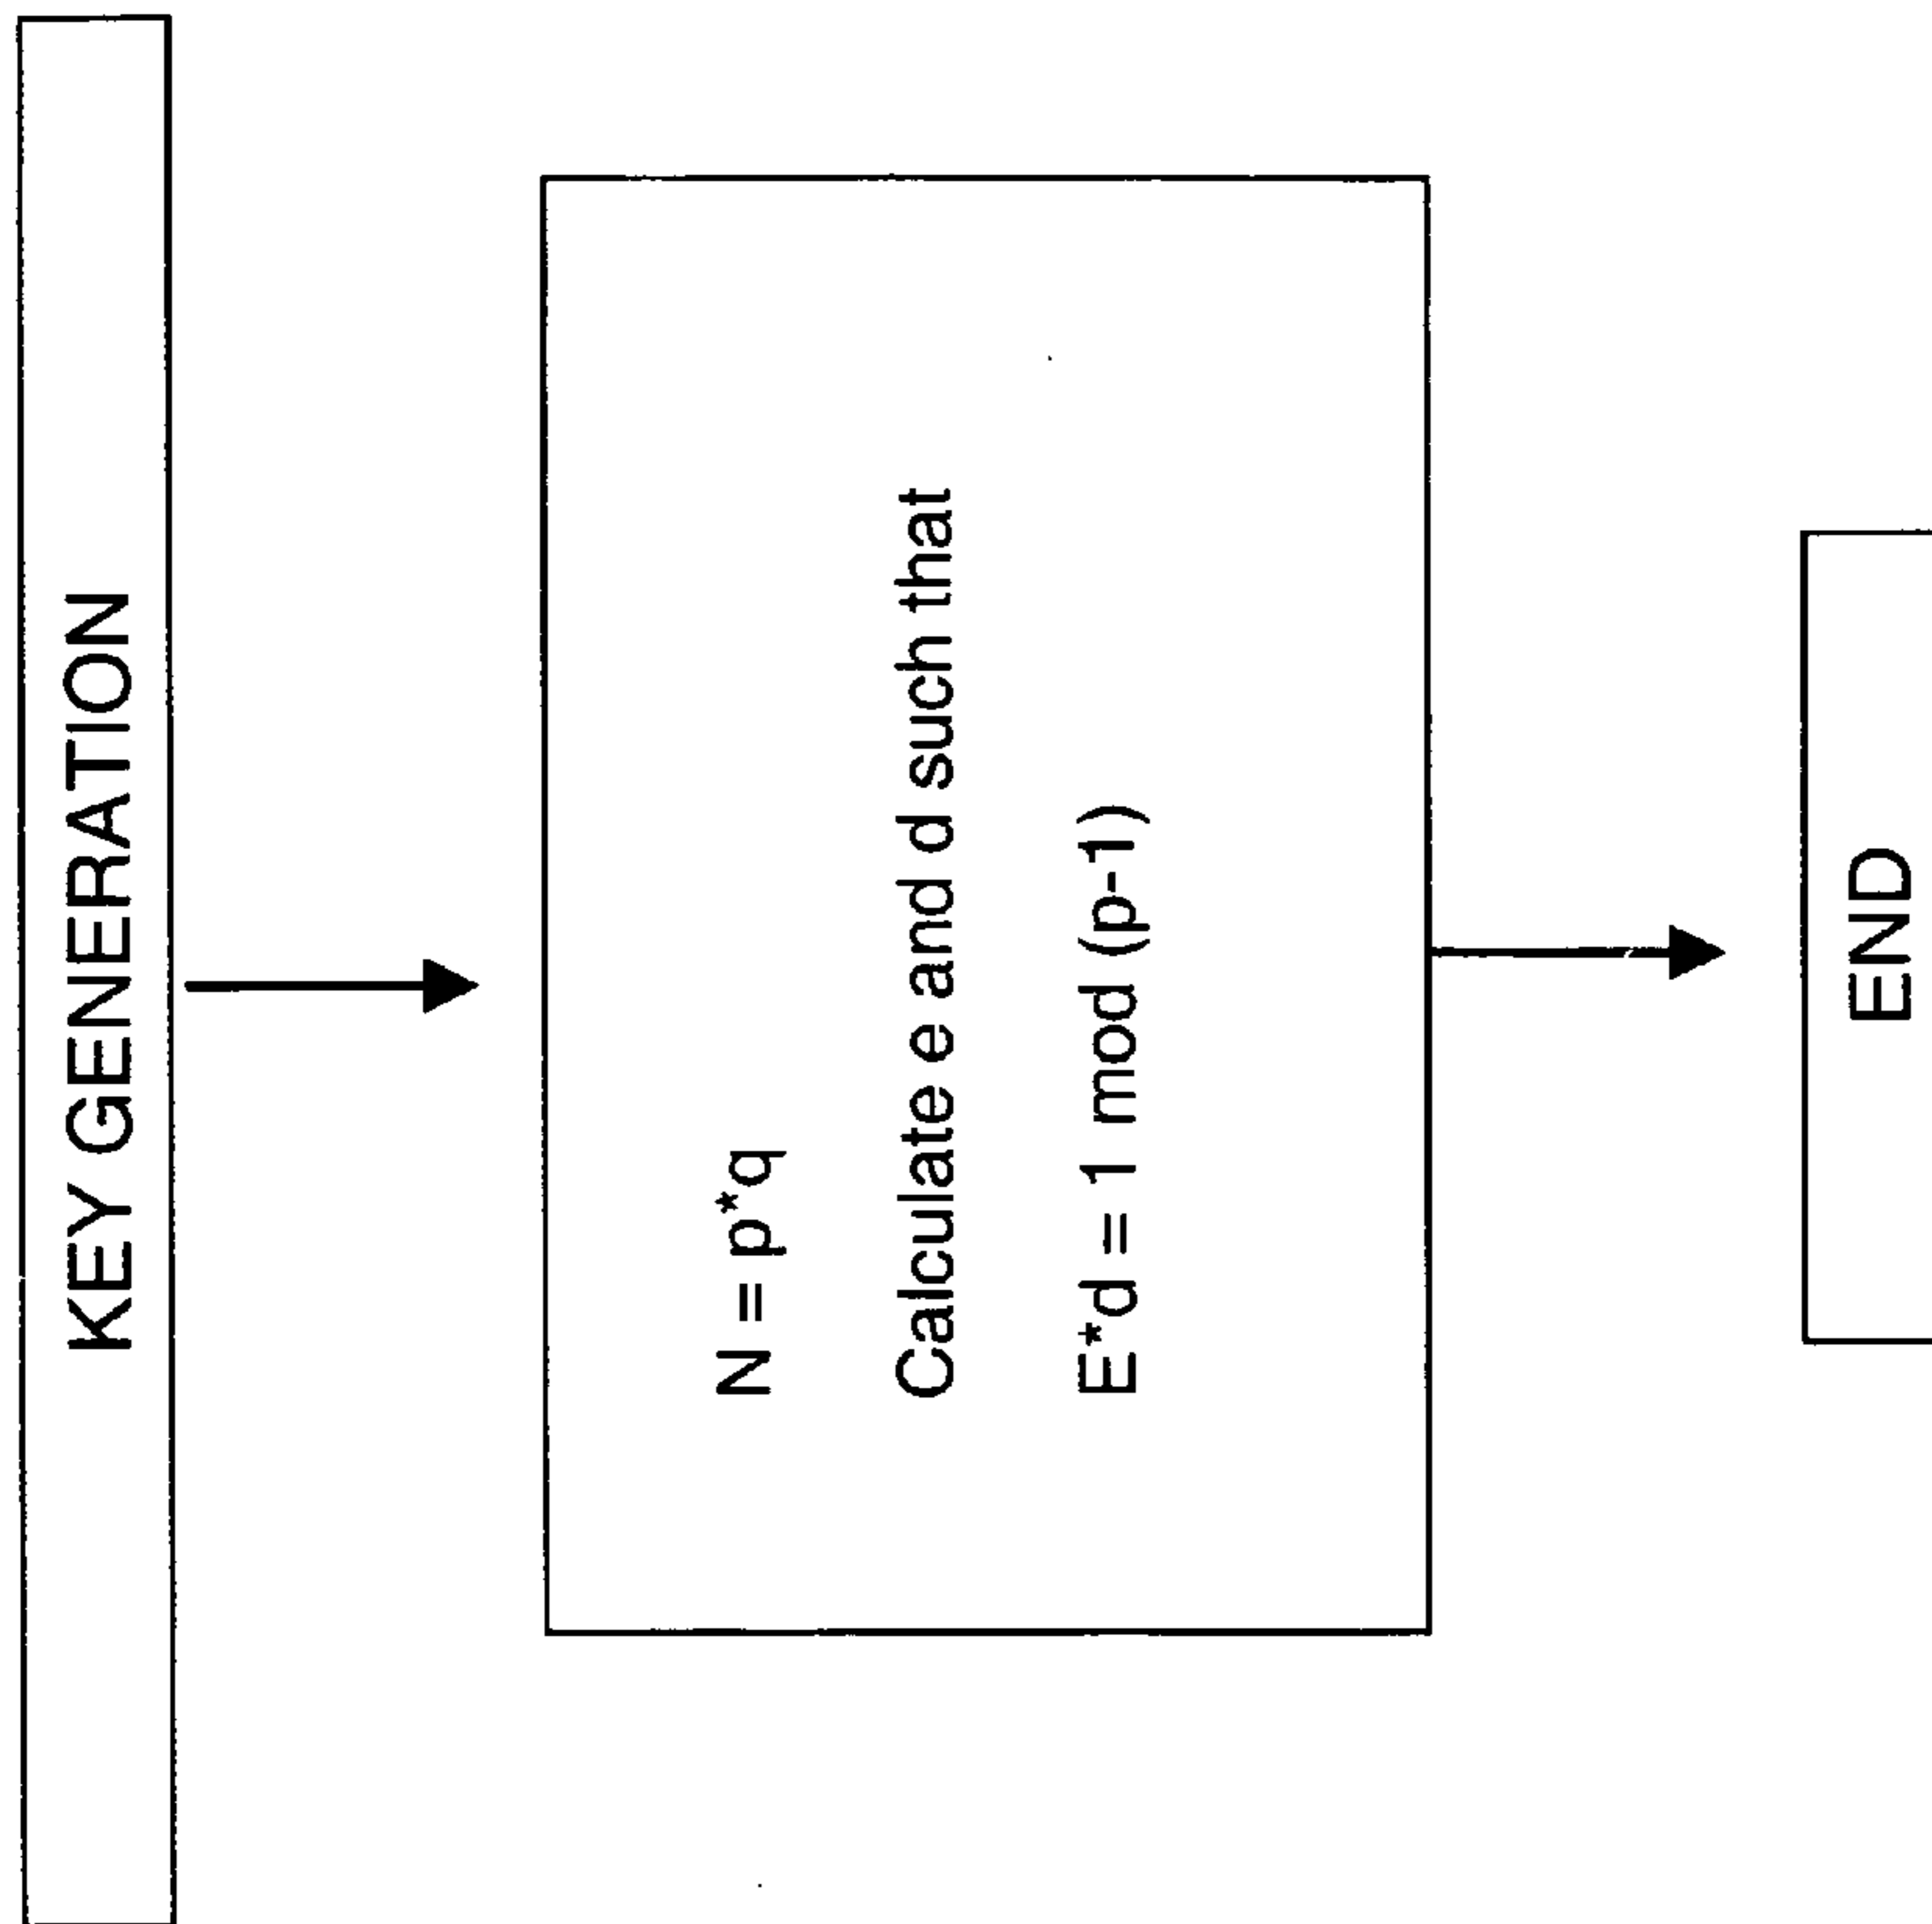 KEY GENERATION
N = p*q
Calculate e and d such that
E*d = 1 mod (p-1)
END